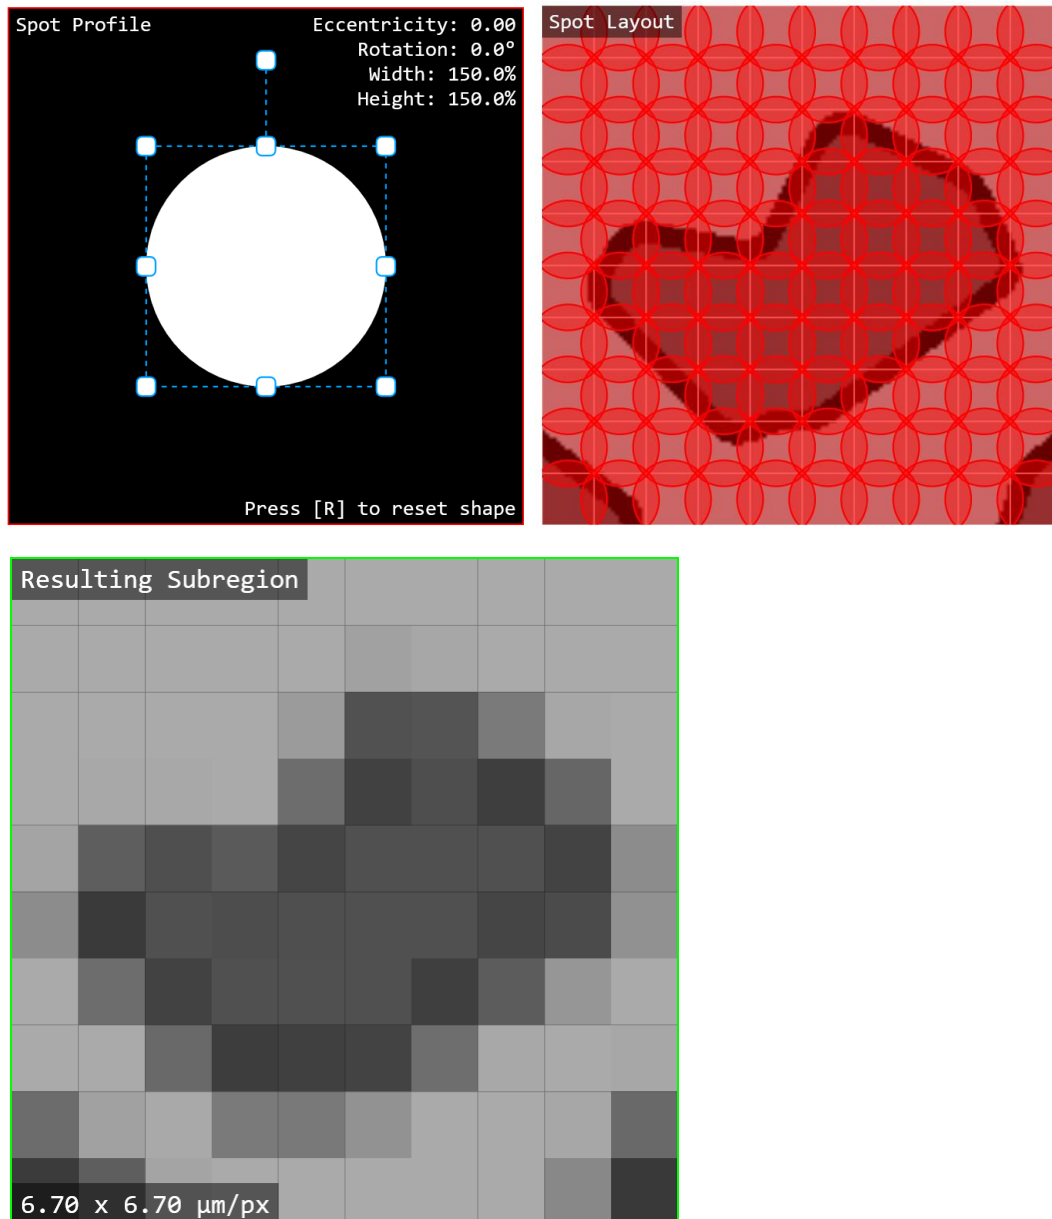 Spot Profile
Eccentricity: 0.00
Rotation: 0.0°
Width: 150.0%
Height: 150.0%
Press [R] to reset shape
Spot Layout
Resulting Subregion
6.70 x 6.70 µm/px